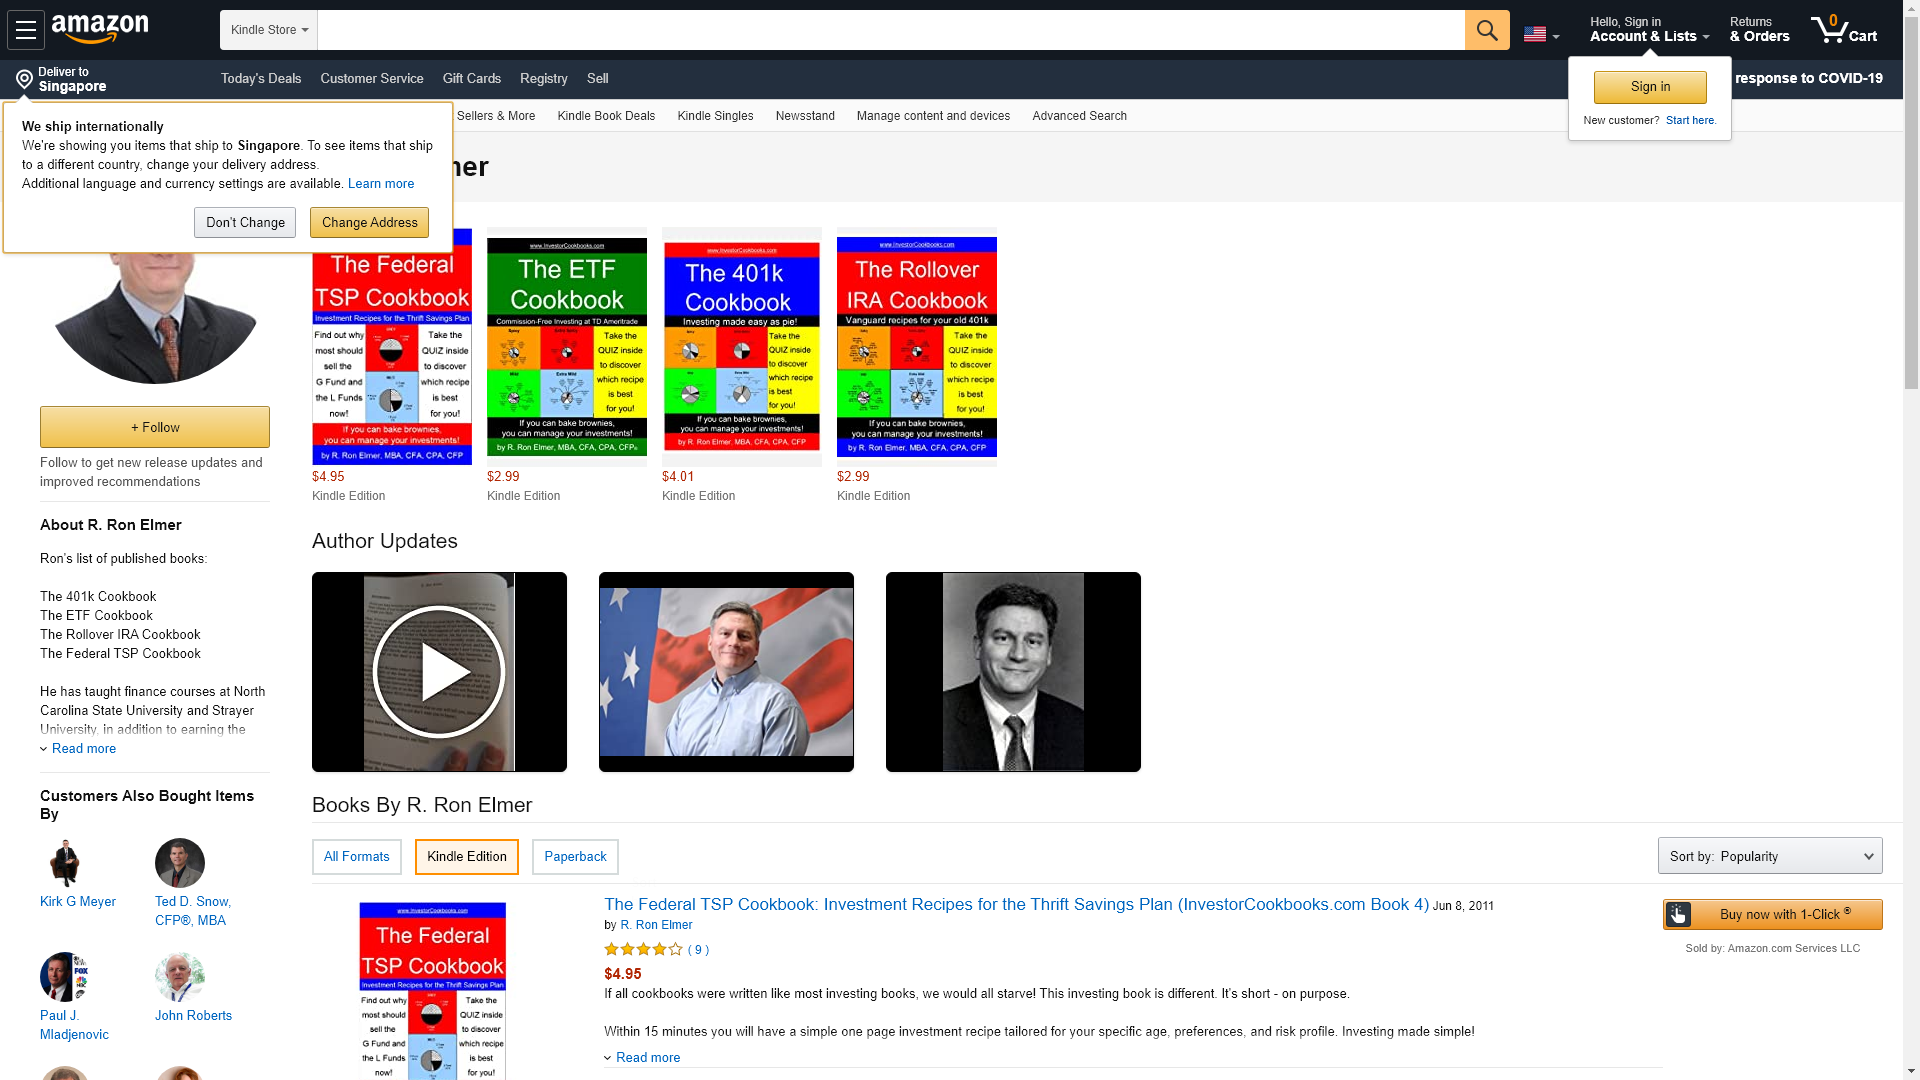 amazon
Kindle Store
Hello, Sign in
Account & Lists
Returns
& Orders
0
Cart
Deliver to
Singapore
Today's Deals
Customer Service
Gift Cards
Registry
Sell
response to COVID-19
Sign in
New customer? Start here.
Sellers & More
Kindle Book Deals
Kindle Singles
Newsstand
Manage content and devices
Advanced Search
We ship internationally
We're showing you items that ship to Singapore. To see items that ship
to a different country, change your delivery address.
Additional language and currency settings are available. Learn more
Don't Change
Change Address
The Federal
TSP Cookbook
Investment Recipes for the Thrift Savings Plan
Find out why
most should
sell the
G Fund and
the L Funds
now!
Take the
QUIZ inside
to discover
which recipe
is best
for you!
If you can bake brownies,
you can manage your investments!
by R. Ron Elmer, MBA, CFA, CPA, CFP
$4.95
Kindle Edition
www.InvestorCookbooks.com
The ETF
Cookbook
Commission-Free Investing at TD Ameritrade
Take the
QUIZ inside
to discover
which recipe
is best
for you!
If you can bake brownies,
you can manage your investments!
by R. Ron Elmer, MBA, CFA, CPA, CFP®
$2.99
Kindle Edition
www.InvestorCookbooks.com
The 401k
Cookbook
Investing made easy as pie!
Take the
QUIZ inside
to discover
which recipe
is best
for you!
If you can bake brownies,
you can manage your investments!
by R. Ron Elmer, MBA, CFA, CPA, CFP
$4.01
Kindle Edition
www.InvestorCookbooks.com
The Rollover
IRA Cookbook
Vanguard recipes for your old 401k
Take the
QUIZ inside
to discover
which recipe
is best
for you!
If you can bake brownies,
you can manage your investments!
by R. Ron Elmer, MBA, CFA, CPA, CFP
$2.99
Kindle Edition
+ Follow
Follow to get new release updates and
improved recommendations
About R. Ron Elmer
Ron's list of published books:
The 401k Cookbook
The ETF Cookbook
The Rollover IRA Cookbook
The Federal TSP Cookbook
He has taught finance courses at North
Carolina State University and Strayer
University, in addition to earning the
Read more
Customers Also Bought Items
By
Kirk G Meyer
Ted D. Snow,
CFP®, MBA
Paul J.
Mladjenovic
John Roberts
Author Updates
Books By R. Ron Elmer
All Formats
Kindle Edition
Paperback
Sort by: Popularity
www.InvestorCookbooks.com
The Federal
TSP Cookbook
Investment Recipes for the Thrift Savings Plan
Find out why
most should
sell the
G Fund and
the L Funds
now!
Take the
QUIZ inside
to discover
which recipe
is best
for you!
The Federal TSP Cookbook: Investment Recipes for the Thrift Savings Plan (InvestorCookbooks.com Book 4) Jun 8, 2011
by R. Ron Elmer
( 9 )
$4.95
If all cookbooks were written like most investing books, we would all starve! This investing book is different. It's short - on purpose.
Within 15 minutes you will have a simple one page investment recipe tailored for your specific age, preferences, and risk profile. Investing made simple!
Read more
Buy now with 1-Click ®
Sold by: Amazon.com Services LLC